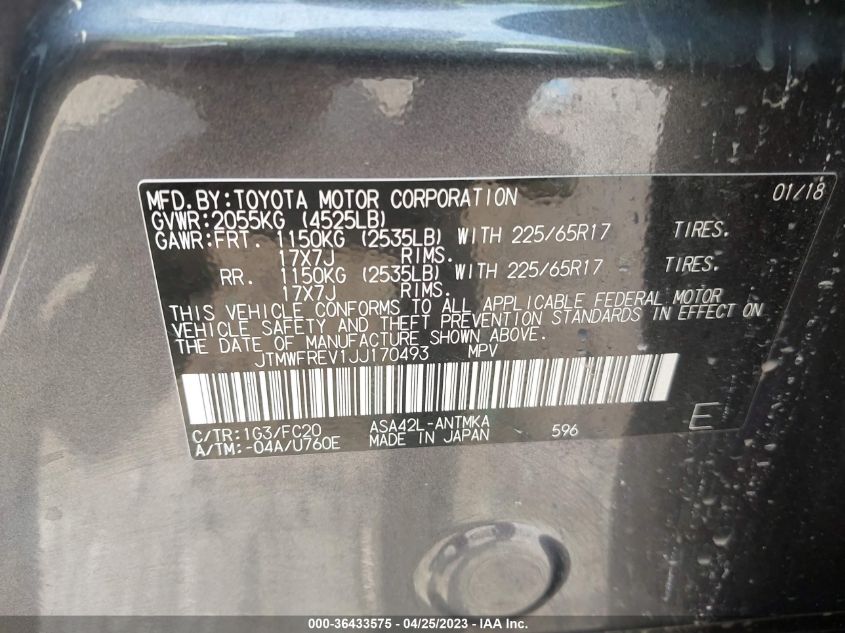 MFD.BY:TOYOTA MOTOR CORPORATION 01/18
GVWR:2055KG (4525LB)
GAWR:FRT. 1150KG (2535LB) WITH 225/65R17 TIRES.
17X7J RIMS.
RR. 1150KG (2535LB) WITH 225/65R17 TIRES.
17X7J RIMS.
THIS VEHICLE CONFORMS TO ALL APPLICABLE FEDERAL MOTOR
VEHICLE SAFETY AND THEFT PREVENTION STANDARDS IN EFFECT ON
THE DATE OF MANUFACTURE SHOWN ABOVE.
JTMWFREV1JJ170493 MPV
C/TR:1G3/FC20 ASA42L-ANTMKA
A/TM:-04A/U760E MADE IN JAPAN 596 E
000-36433575 - 04/25/2023 - IAA Inc.